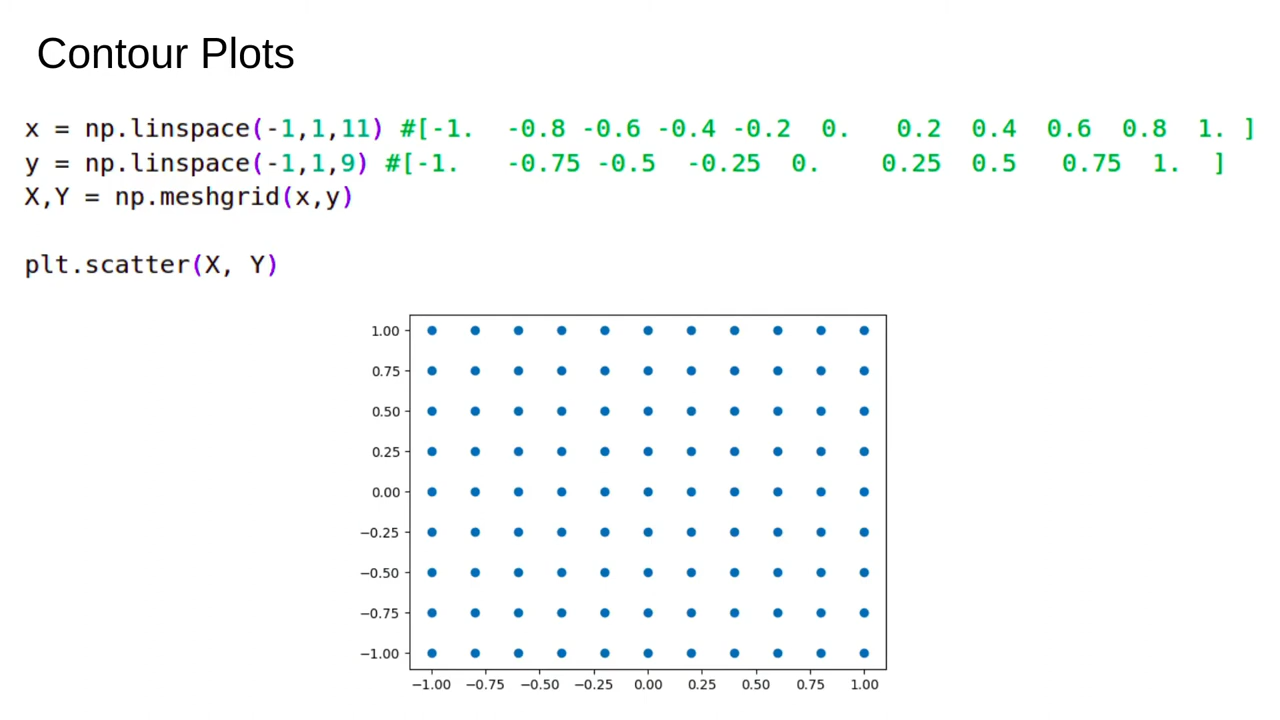 Contour Plots
x = np.linspace(-1,1,11) #[-1. -0.8 -0.6 -0.4 -0.2 0. 0.2 0.4 0.6 0.8 1. ]
y = np.linspace(-1,1,9) #[-1. -0.75 -0.5 -0.25 0. 0.25 0.5 0.75 1. ]
X,Y = np.meshgrid(x,y)
plt.scatter(X, Y)
1.00
0.75
0.50
0.25
0.00
−0.25
−0.50
−0.75
−1.00
−1.00 −0.75 −0.50 −0.25 0.00 0.25 0.50 0.75 1.00